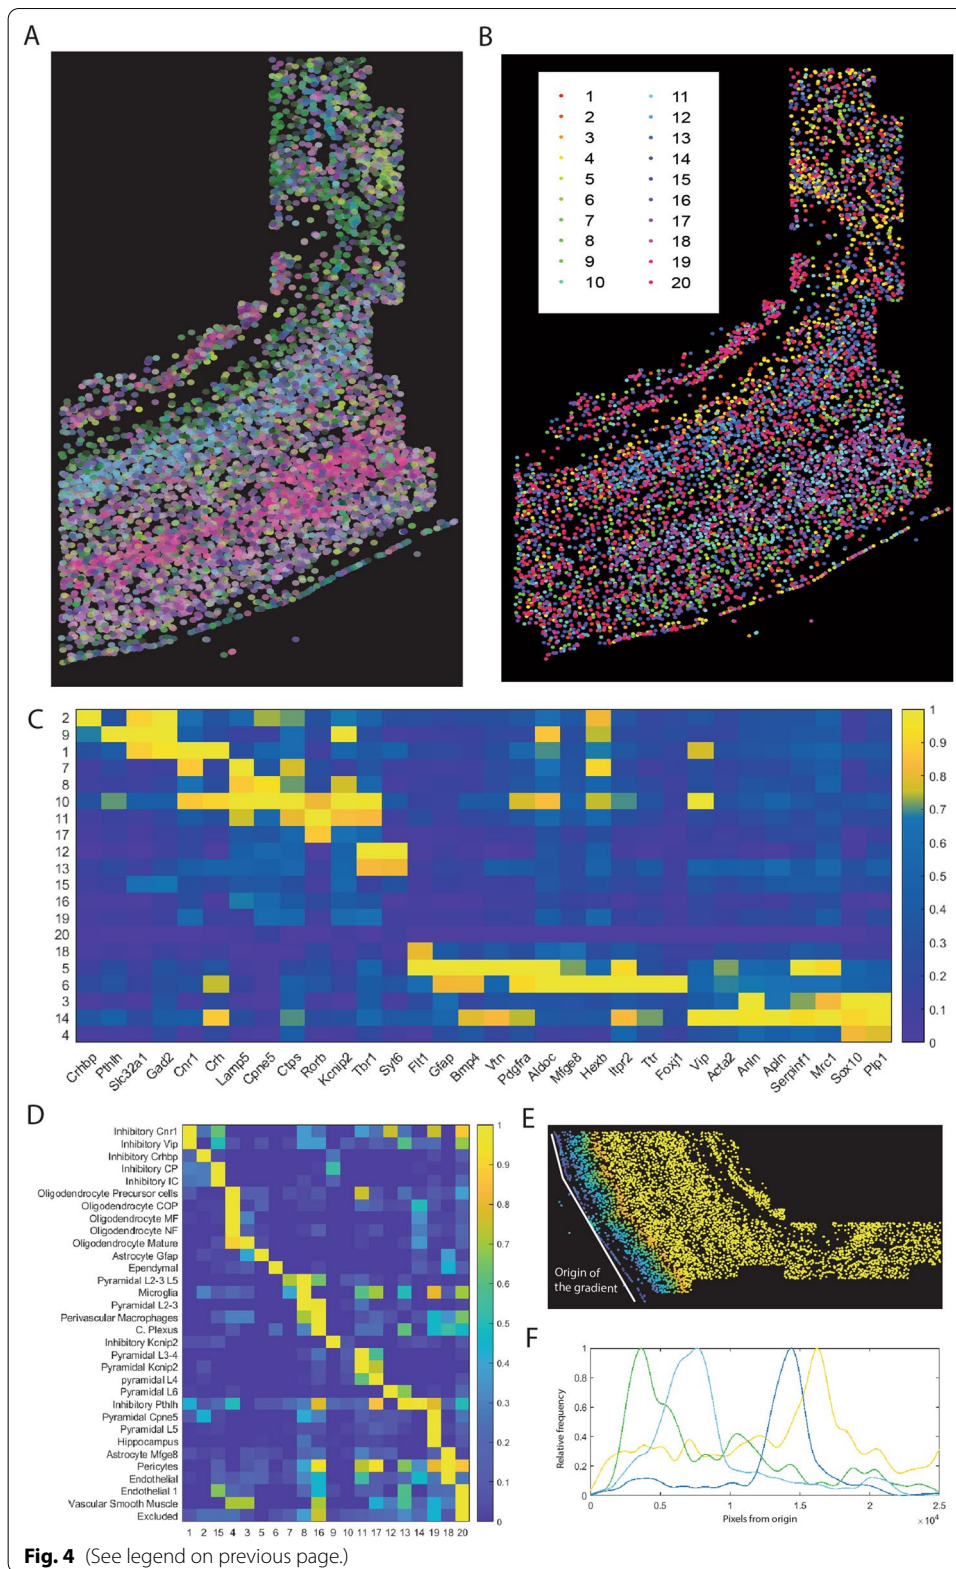 A
B
1 11
2 12
3 13
4 14
5 15
6 16
7 17
8 18
9 19
10 20
C
2
9
1
7
8
10
11
17
12
13
15
16
19
20
18
5
6
3
14
4
1
0.9
0.8
0.7
0.6
0.5
0.4
0.3
0.2
0.1
0
Crhbp Pthlh Slc32a1 Gad2 Cnr1 Crh Lamp5 Cpne5 Ctps Rorb Kcnip2 Tbr1 Syt6 Flt1 Gfap Bmp4 Vtn Pdgfra Aldoc Mfge8 Hexb Itpr2 Ttr Foxj1 Vip Acta2 Anln Apln Serpinf1 Mrc1 Sox10 Plp1
D
Inhibitory Cnr1
Inhibitory Vip
Inhibitory Crhbp
Inhibitory CP
Inhibitory IC
Oligodendrocyte Precursor cells
Oligodendrocyte COP
Oligodendrocyte MF
Oligodendrocyte NF
Oligodendrocyte Mature
Astrocyte Gfap
Ependymal
Pyramidal L2-3 L5
Microglia
Pyramidal L2-3
Perivascular Macrophages
C. Plexus
Inhibitory Kcnip2
Pyramidal L3-4
Pyramidal Kcnip2
pyramidal L4
Pyramidal L6
Inhibitory Pthlh
Pyramidal Cpne5
Pyramidal L5
Hippocampus
Astrocyte Mfge8
Pericytes
Endothelial
Endothelial 1
Vascular Smooth Muscle
Excluded
1 2 15 4 3 5 6 7 8 16 9 10 11 17 12 13 14 19 18 20
1
0.9
0.8
0.7
0.6
0.5
0.4
0.3
0.2
0.1
0
E
Origin of
the gradient
F
Relative frequency
1
0.8
0.6
0.4
0.2
0
0 0.5 1 1.5 2 2.5
Pixels from origin
× 10⁴
Fig. 4 (See legend on previous page.)